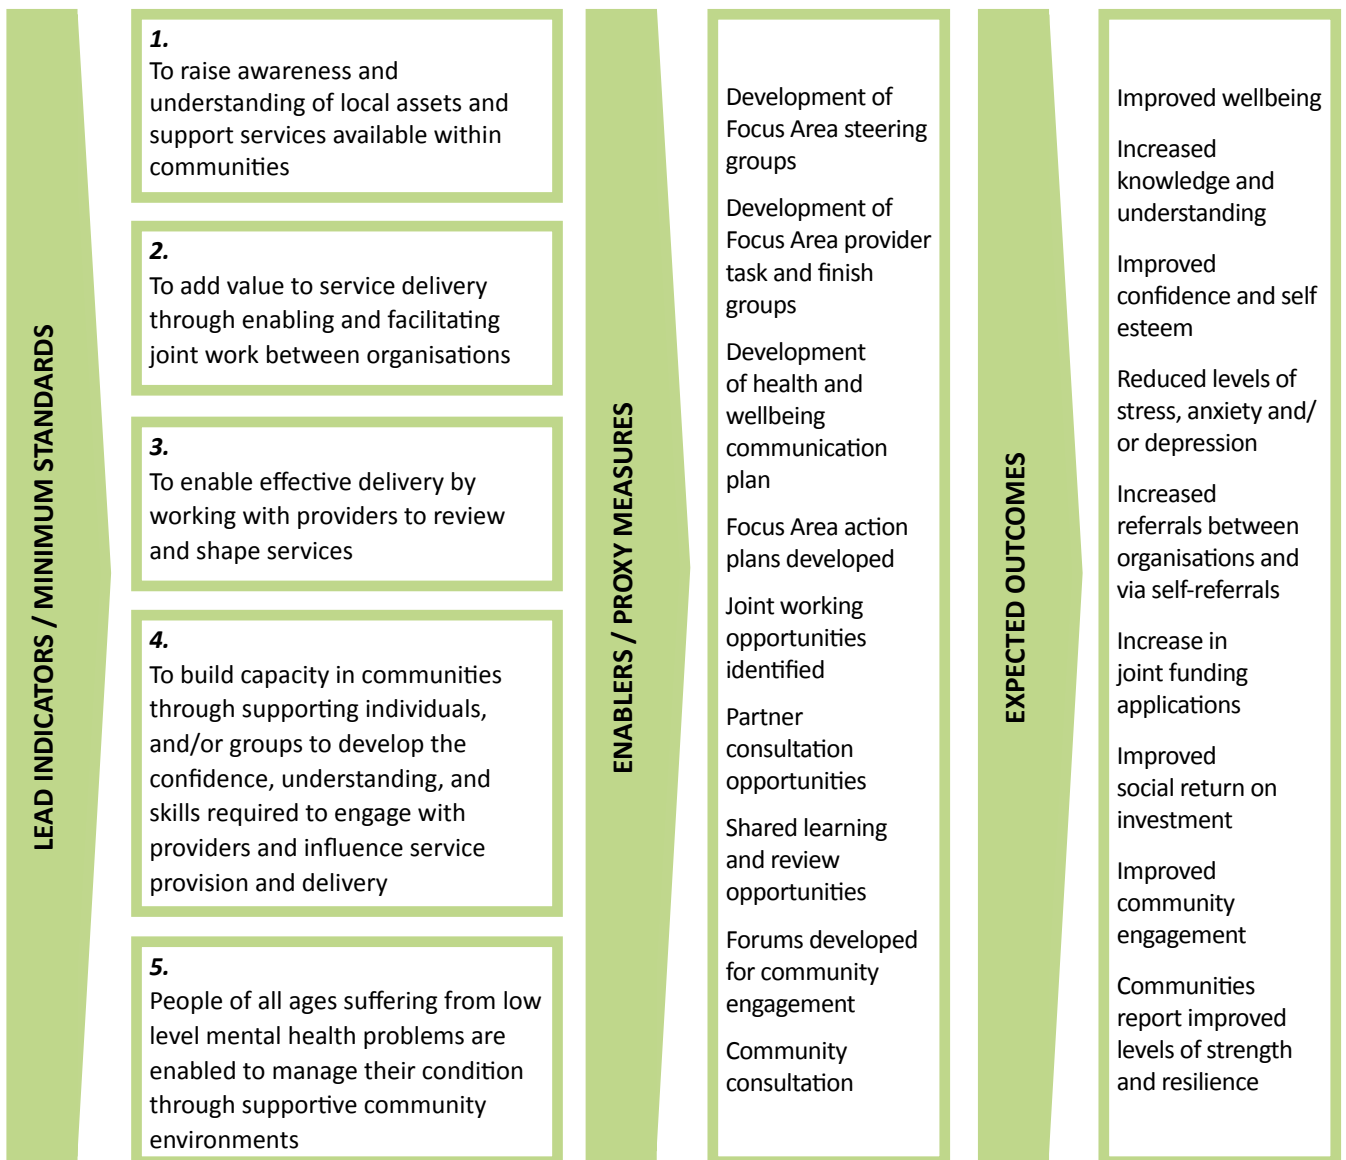 LEAD INDICATORS / MINIMUM STANDARDS
1.
To raise awareness and
understanding of local assets and
support services available within
communities
2.
To add value to service delivery
through enabling and facilitating
joint work between organisations
3.
To enable effective delivery by
working with providers to review
and shape services
4.
To build capacity in communities
through supporting individuals,
and/or groups to develop the
confidence, understanding, and
skills required to engage with
providers and influence service
provision and delivery
5.
People of all ages suffering from low
level mental health problems are
enabled to manage their condition
through supportive community
environments
ENABLERS / PROXY MEASURES
Development of
Focus Area steering
groups
Development of
Focus Area provider
task and finish
groups
Development
of health and
wellbeing
communication
plan
Focus Area action
plans developed
Joint working
opportunities
identified
Partner
consultation
opportunities
Shared learning
and review
opportunities
Forums developed
for community
engagement
Community
consultation
EXPECTED OUTCOMES
Improved wellbeing
Increased
knowledge and
understanding
Improved
confidence and self
esteem
Reduced levels of
stress, anxiety and/
or depression
Increased
referrals between
organisations and
via self-referrals
Increase in
joint funding
applications
Improved
social return on
investment
Improved
community
engagement
Communities
report improved
levels of strength
and resilience